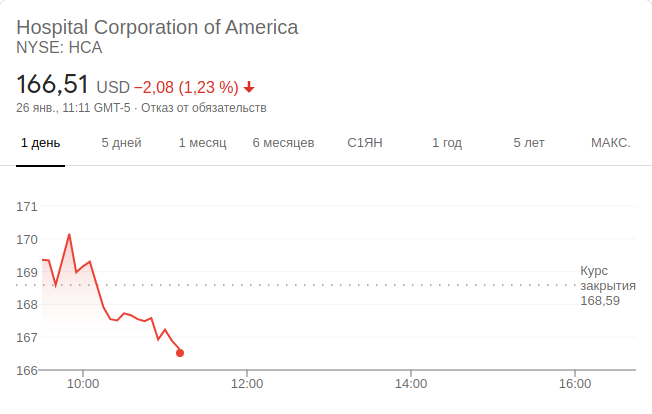 Hospital Corporation of America
NYSE: HCA
166,51 USD −2,08 (1,23 %)
26 янв., 11:11 GMT-5 · Отказ от обязательств
1 день 5 дней 1 месяц 6 месяцев С1ЯН 1 год 5 лет МАКС.
171
170
169
168
167
166
Курс
закрытия
168,59
10:00 12:00 14:00 16:00